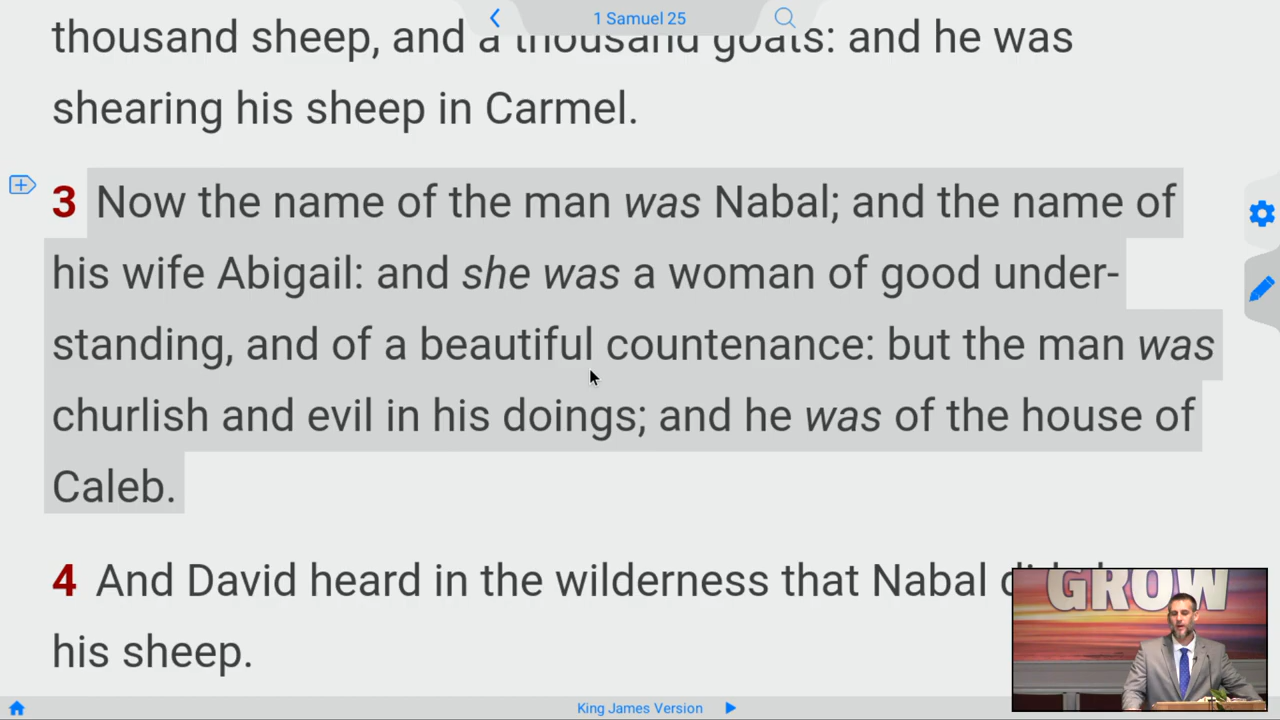 1 Samuel 25
thousand sheep, and a thousand goats: and he was
shearing his sheep in Carmel.
3 Now the name of the man was Nabal; and the name of
his wife Abigail: and she was a woman of good under-
standing, and of a beautiful countenance: but the man was
churlish and evil in his doings; and he was of the house of
Caleb.
4 And David heard in the wilderness that Nabal
his sheep.
GROW
King James Version